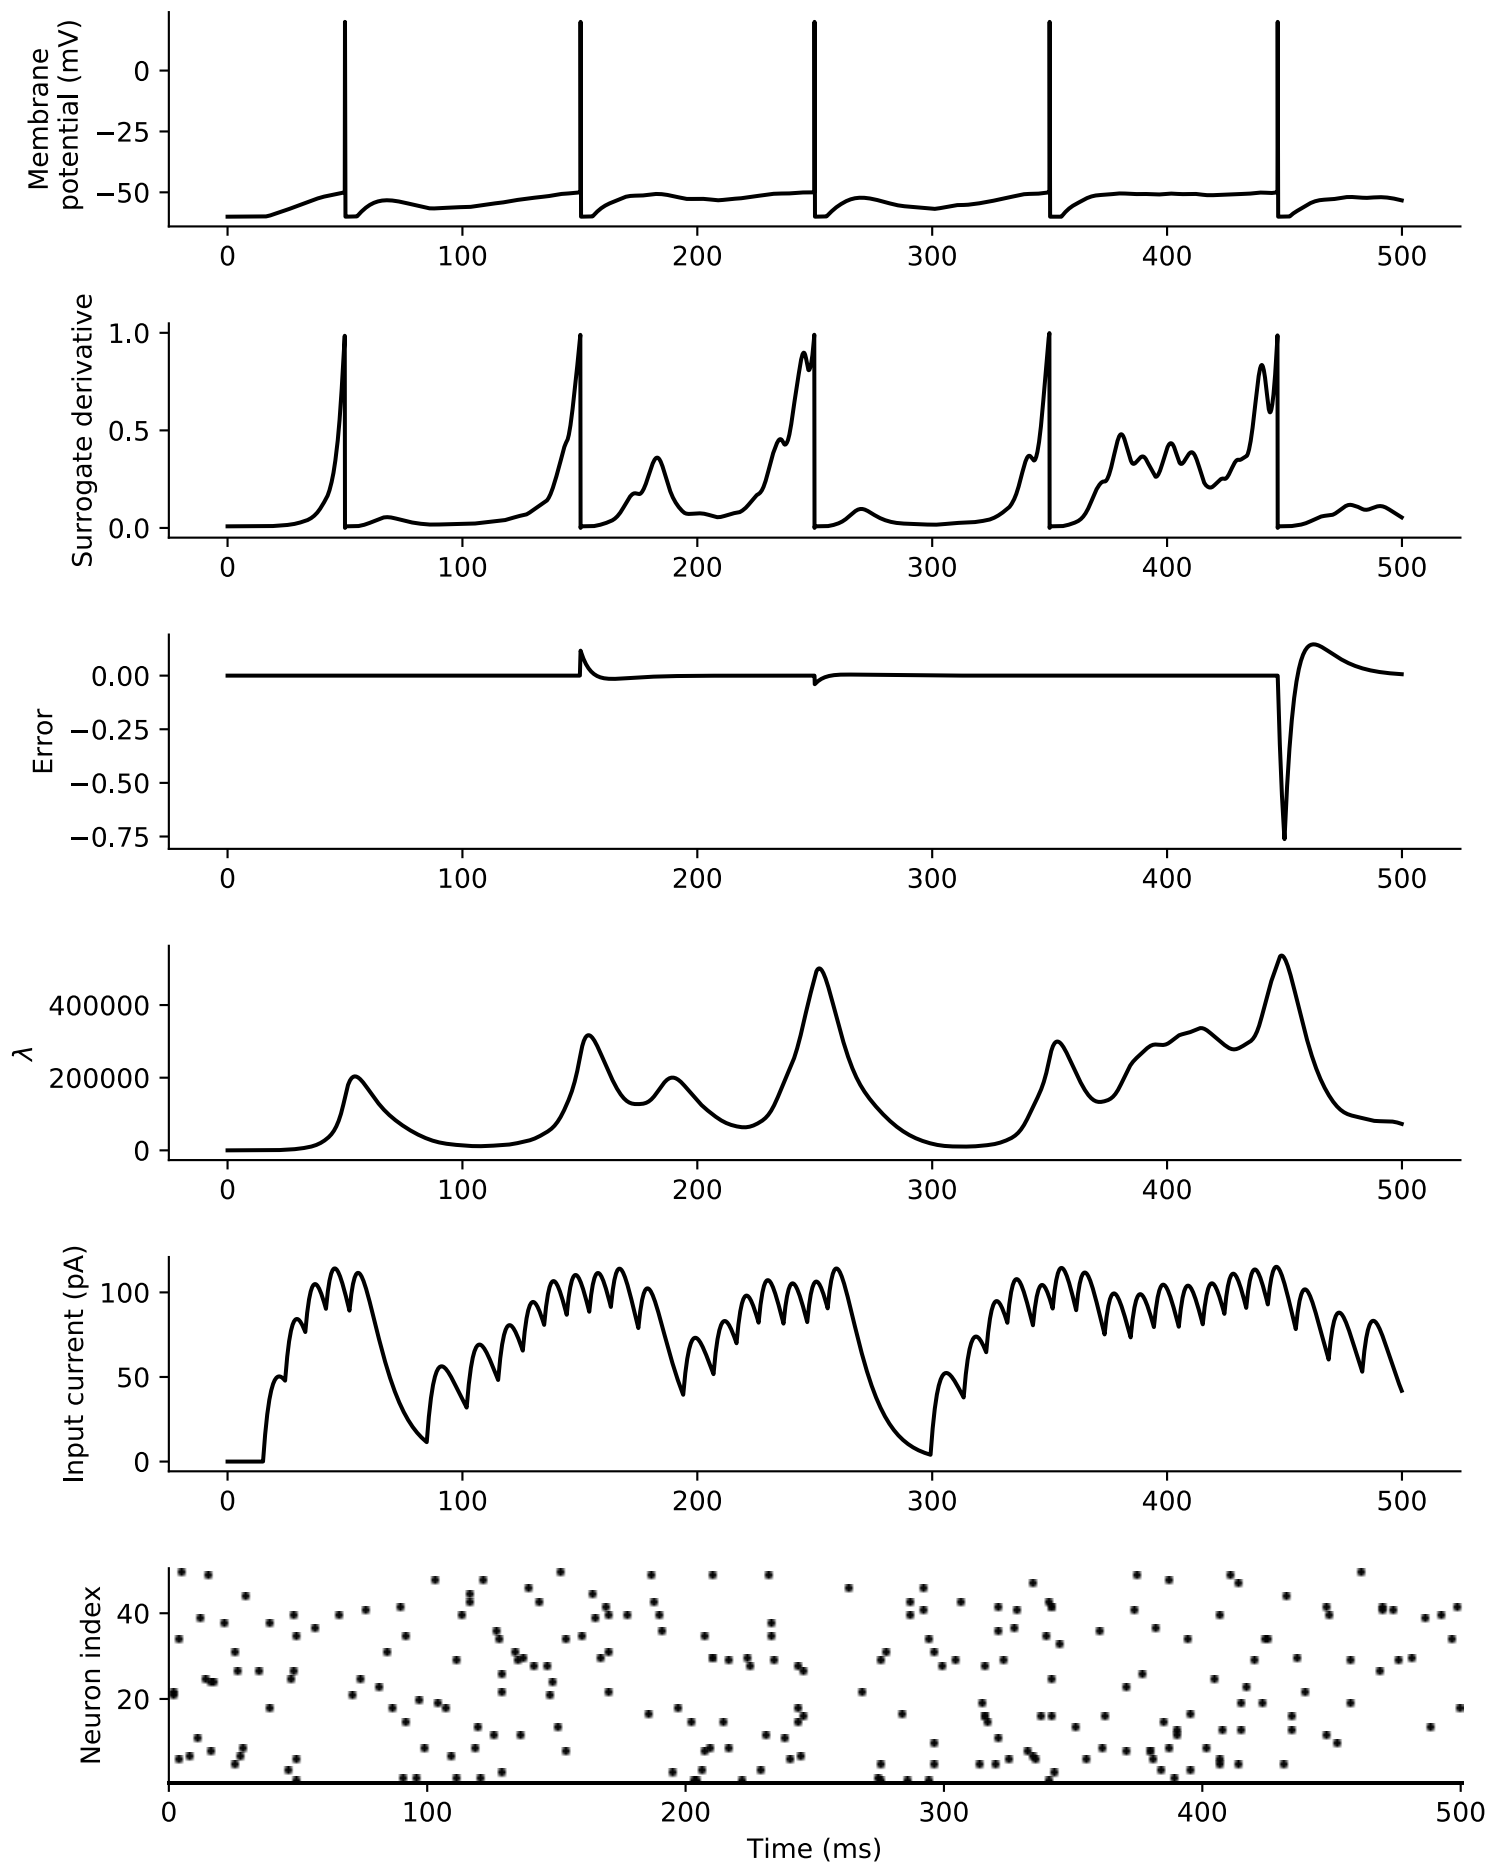 Membrane
potential (mV)
0
−25
−50
0 100 200 300 400 500
Surrogate derivative
1.0
0.5
0.0
0 100 200 300 400 500
Error
0.00
−0.25
−0.50
−0.75
0 100 200 300 400 500
λ
400000
200000
0
0 100 200 300 400 500
Input current (pA)
100
50
0
0 100 200 300 400 500
Neuron index
40
20
0 100 200 300 400 500
Time (ms)